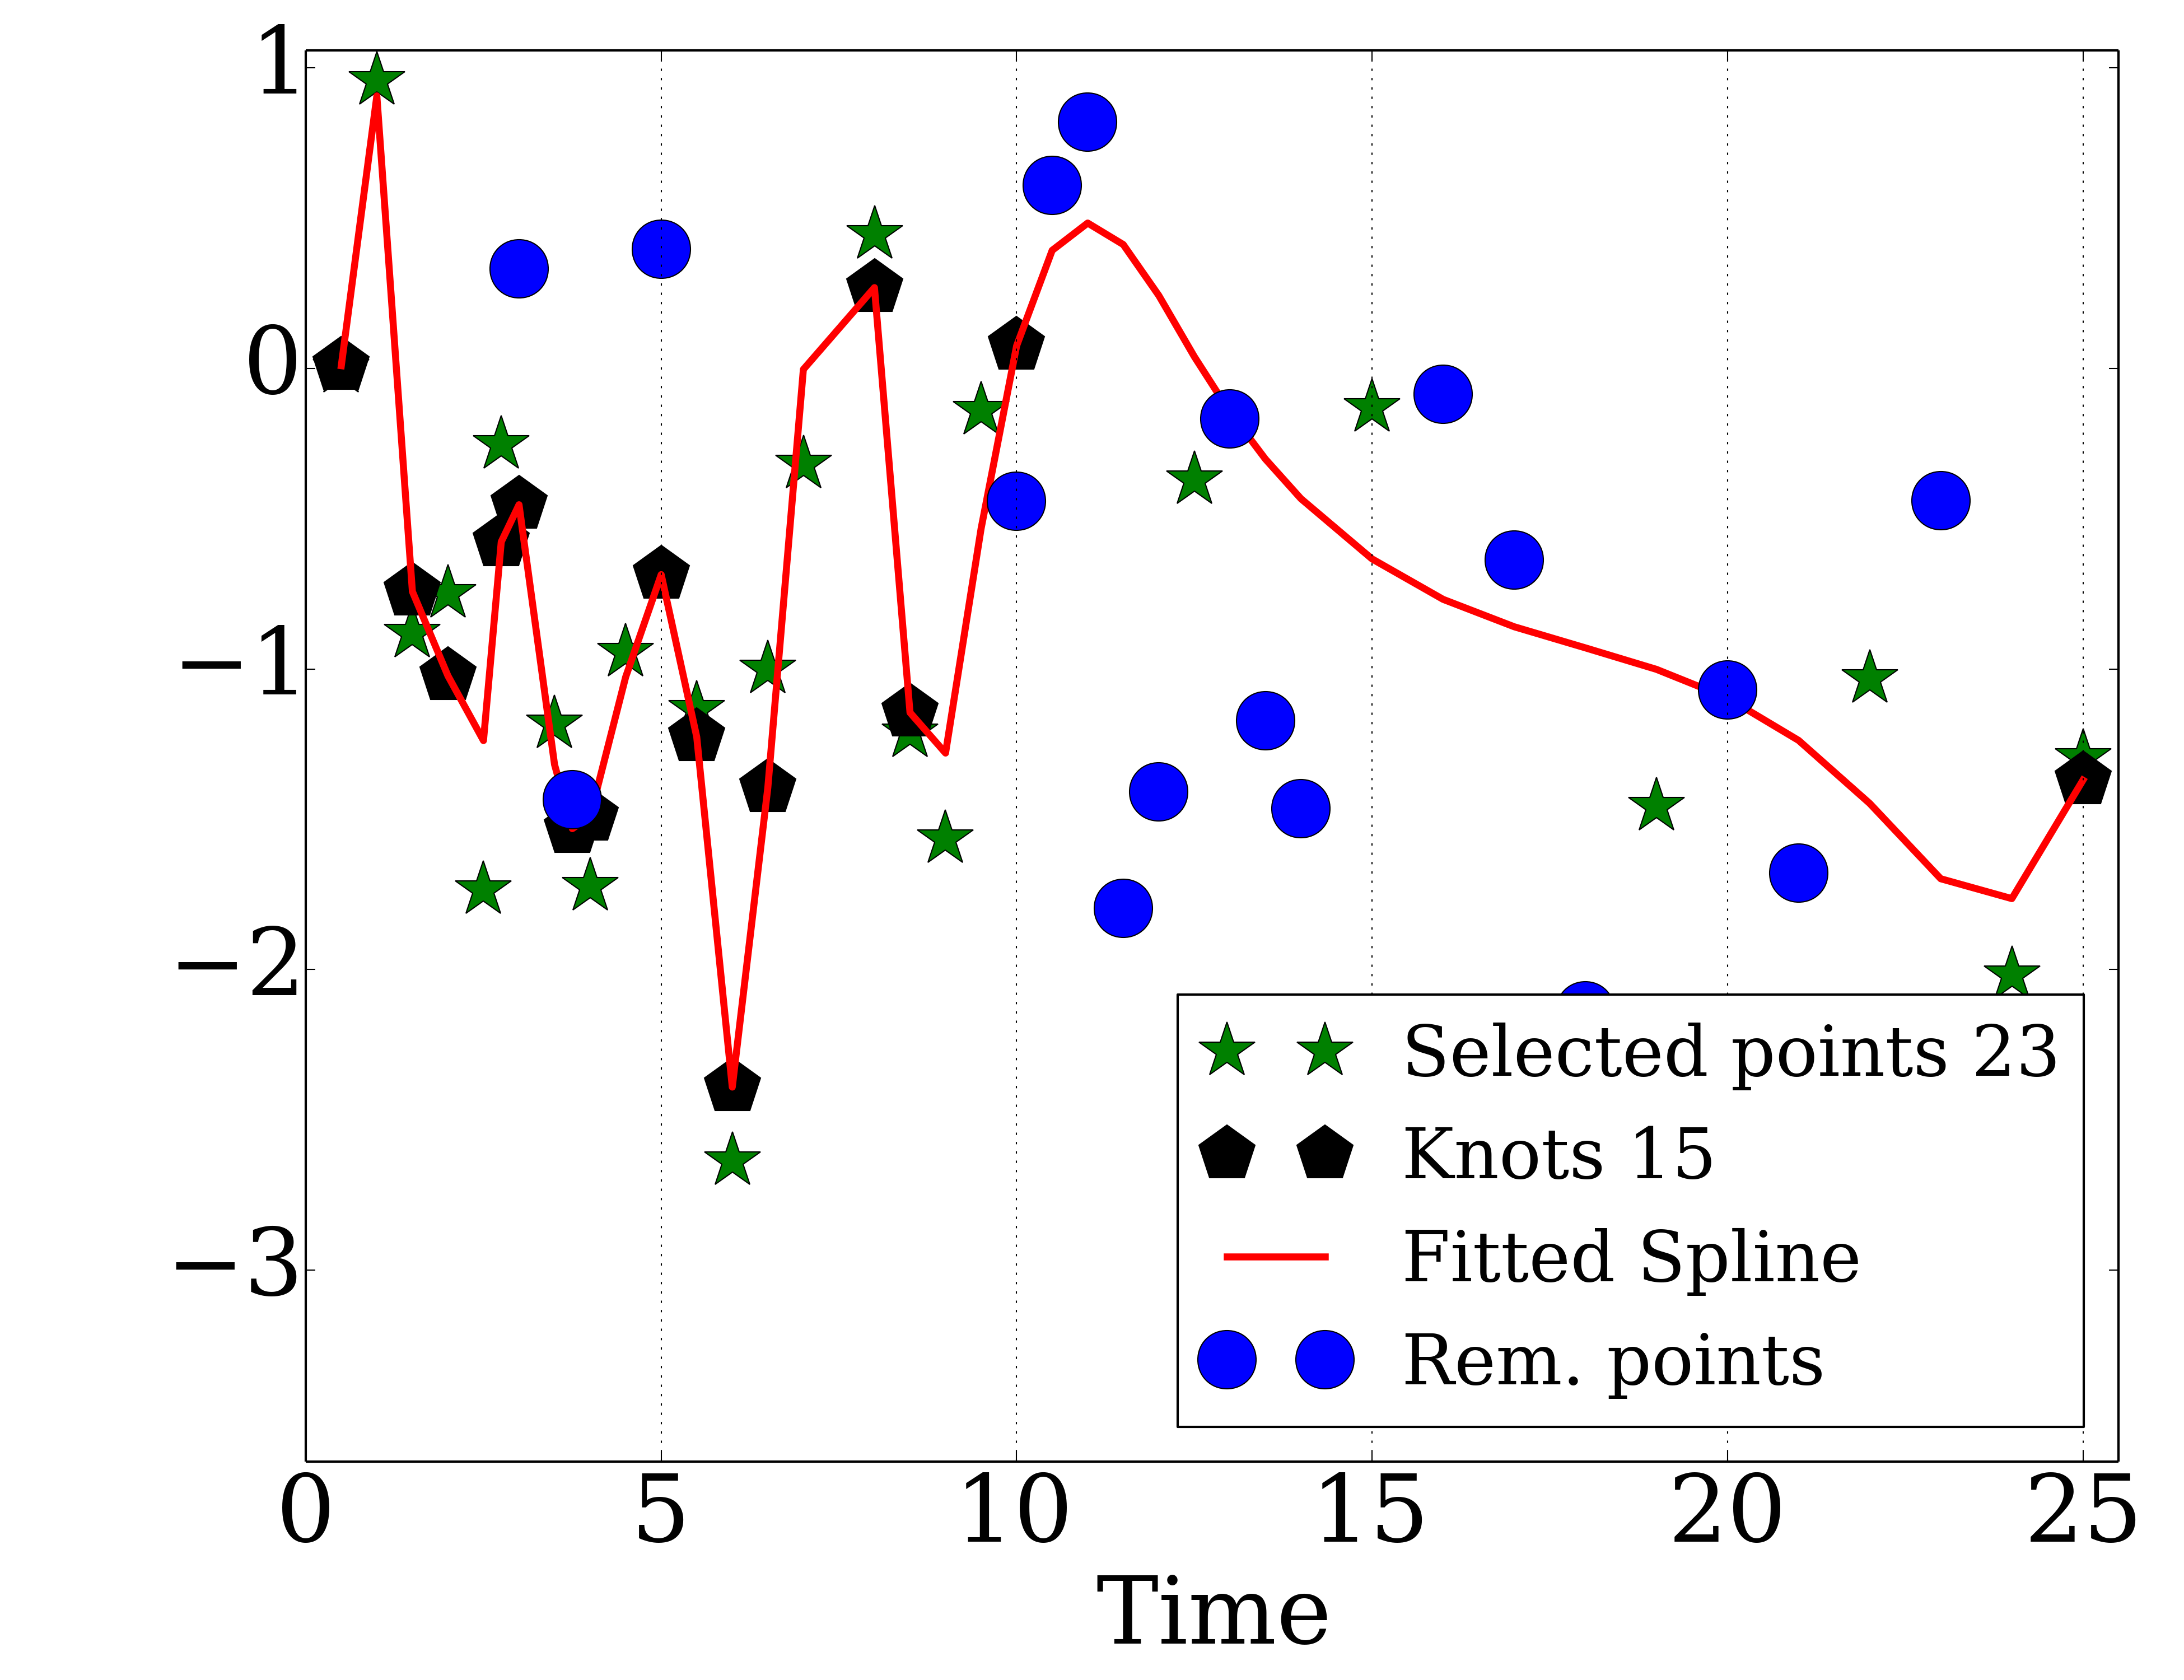 1
0
−1
−2
−3
0 5 10 15 20 25
Time
Selected points 23
Knots 15
Fitted Spline
Rem. points